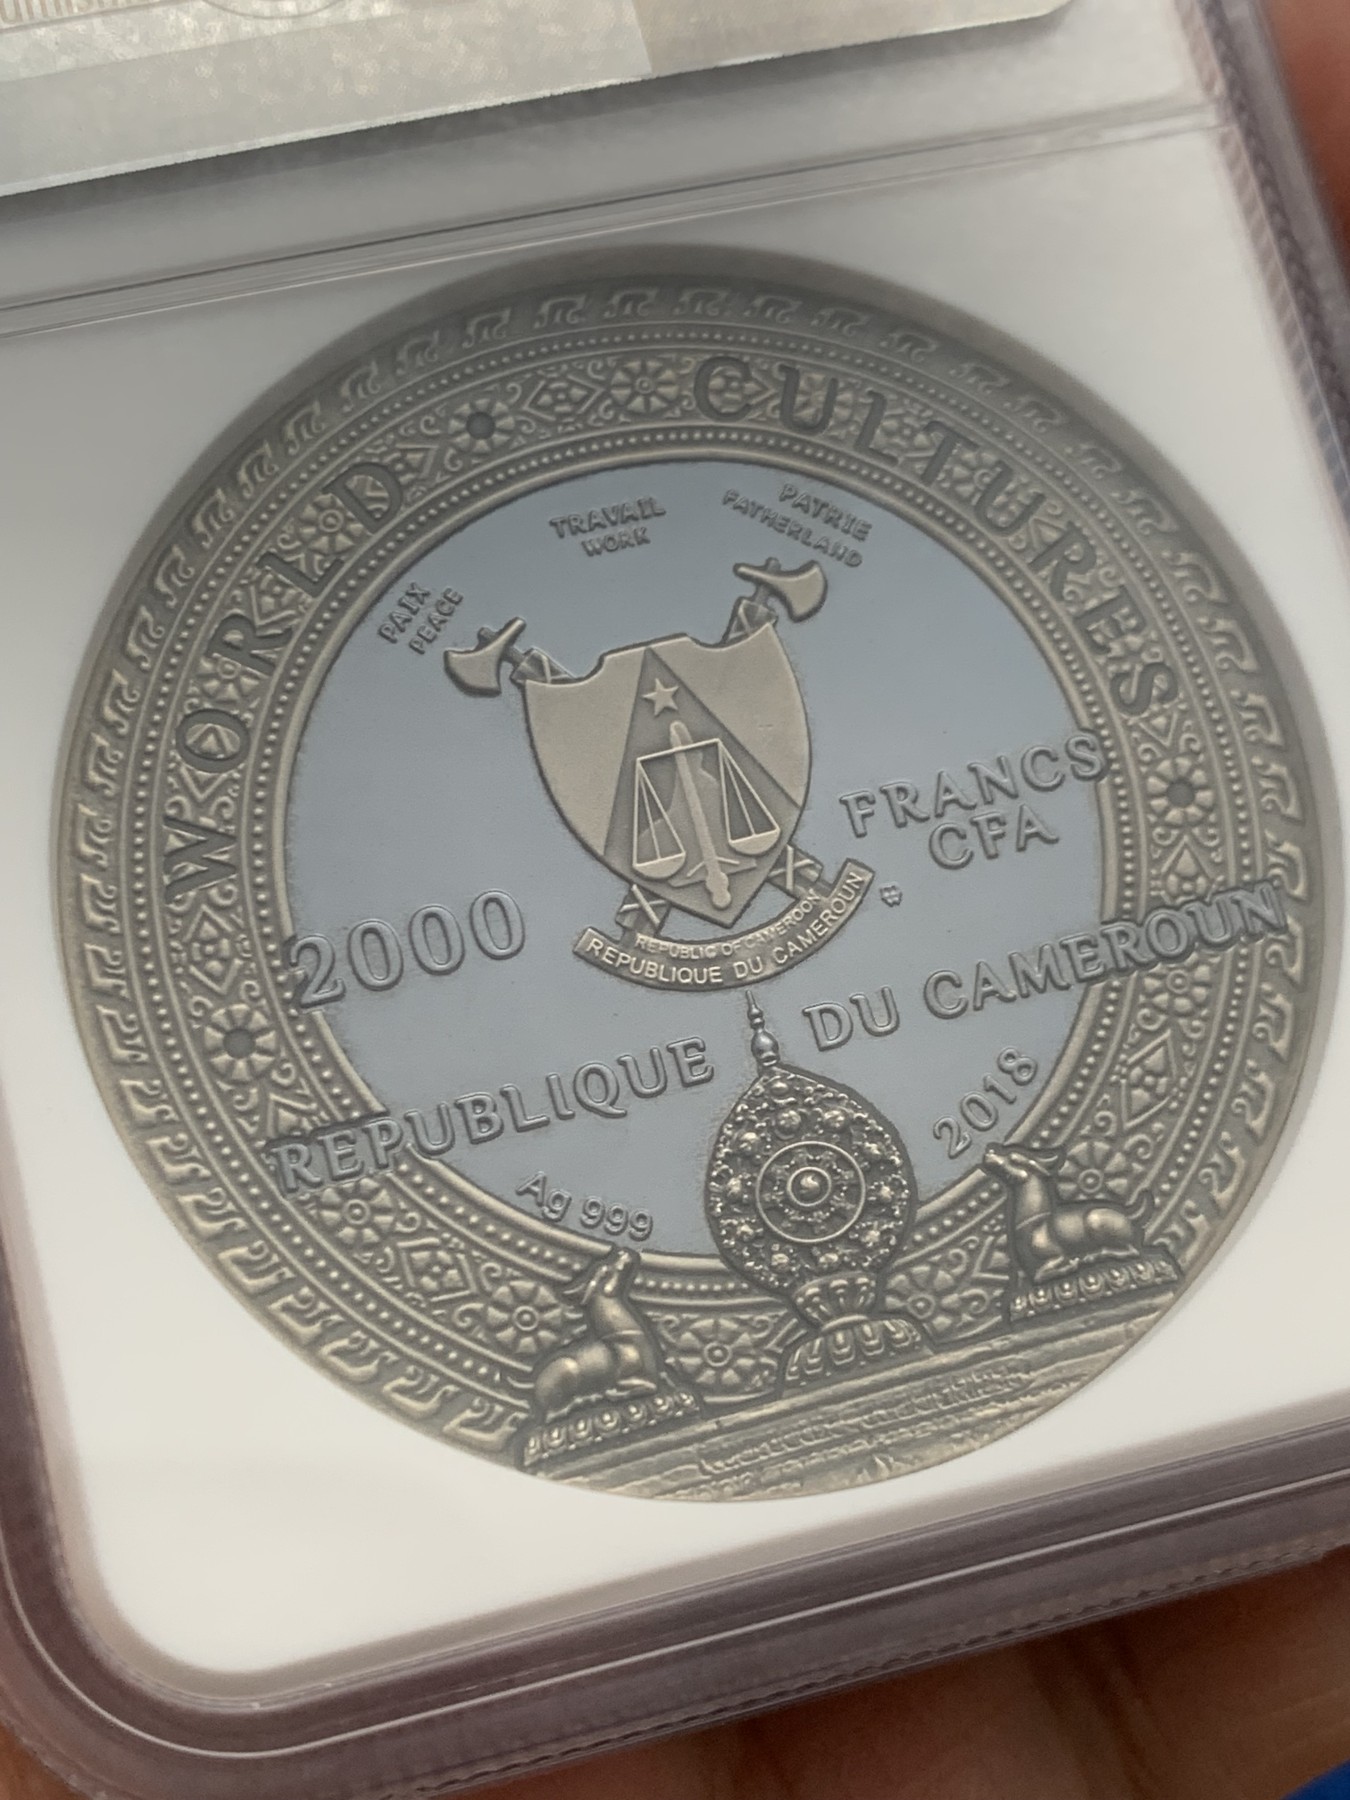 WORLD CULTURES
PAIX
PEACE
TRAVAIL
WORK
PATRIE
FATHERLAND
2000
FRANCS
CFA
REPUBLIC OF CAMEROON
REPUBLIQUE DU CAMEROUN
REPUBLIQUE DU CAMEROUN
Ag 999
2018